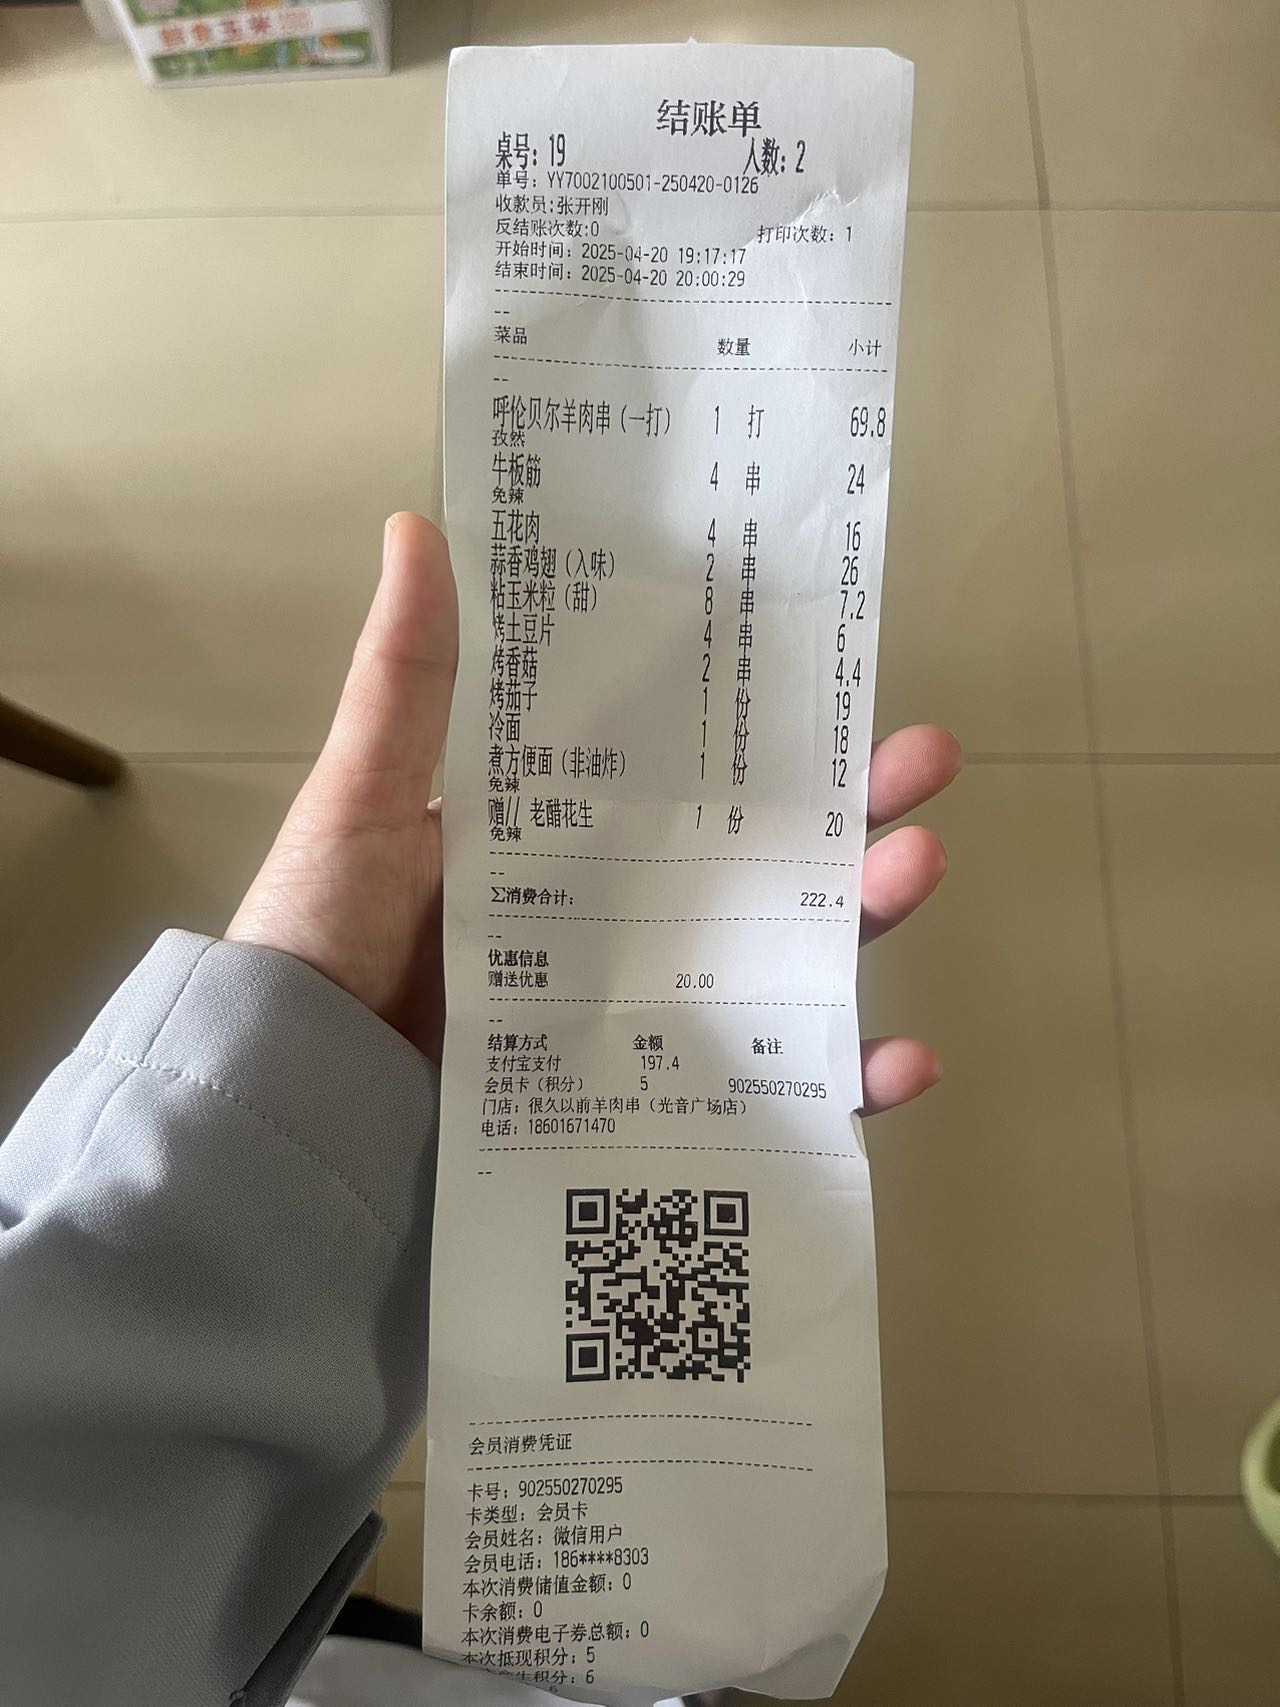 结账单
桌号：19 人数：2
单号：YY7002100501-250420-0126
收款员:张开刚
反结账次数:0 打印次数：1
开始时间：2025-04-20 19:17:17
结束时间：2025-04-20 20:00:29
--
菜品 数量 小计
--
呼伦贝尔羊肉串（一打） 1 打 69.8
孜然
牛板筋 4 串 24
免辣
五花肉 4 串 16
蒜香鸡翅（入味） 2 串 26
粘玉米粒（甜） 8 串 7.2
烤土豆片 4 串 6
烤香菇 2 串 4.4
烤茄子 1 份 19
冷面 1 份 18
煮方便面（非油炸） 1 份 12
免辣
赠// 老醋花生 1 份 20
免辣
--
∑消费合计： 222.4
--
优惠信息
赠送优惠 20.00
--
结算方式 金额 备注
支付宝支付 197.4
会员卡（积分） 5 902550270295
门店：很久以前羊肉串（光音广场店）
电话：18601671470
--
会员消费凭证
卡号：902550270295
卡类型：会员卡
会员姓名：微信用户
会员电话：186****8303
本次消费储值金额：0
卡余额：0
本次消费电子券总额：0
本次抵现积分：5
生积分：6
6